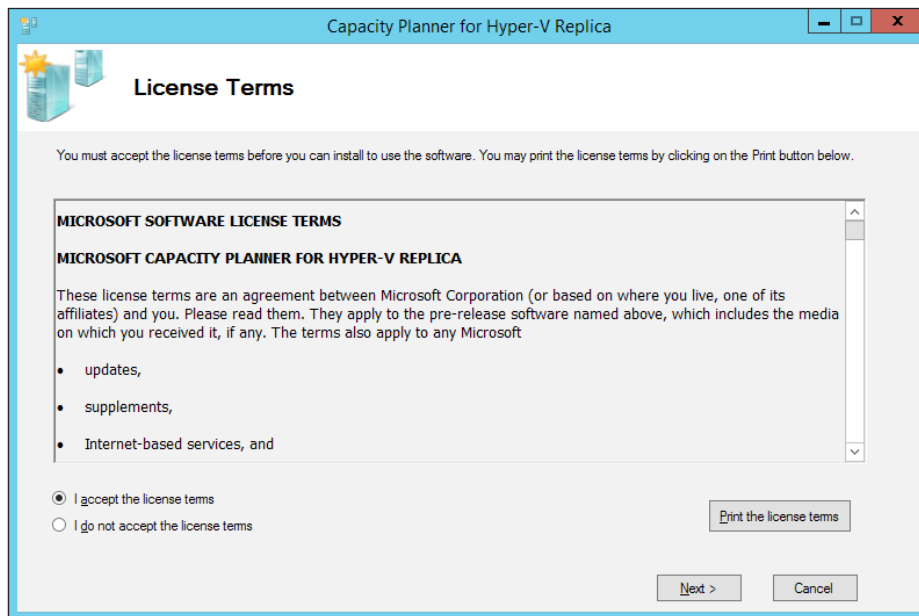 Capacity Planner for Hyper-V Replica
License Terms
You must accept the license terms before you can install to use the software. You may print the license terms by clicking on the Print button below.
MICROSOFT SOFTWARE LICENSE TERMS
MICROSOFT CAPACITY PLANNER FOR HYPER-V REPLICA
These license terms are an agreement between Microsoft Corporation (or based on where you live, one of its
affiliates) and you. Please read them. They apply to the pre-release software named above, which includes the media
on which you received it, if any. The terms also apply to any Microsoft
• updates,
• supplements,
• Internet-based services, and
I accept the license terms
I do not accept the license terms
Print the license terms
Next >
Cancel